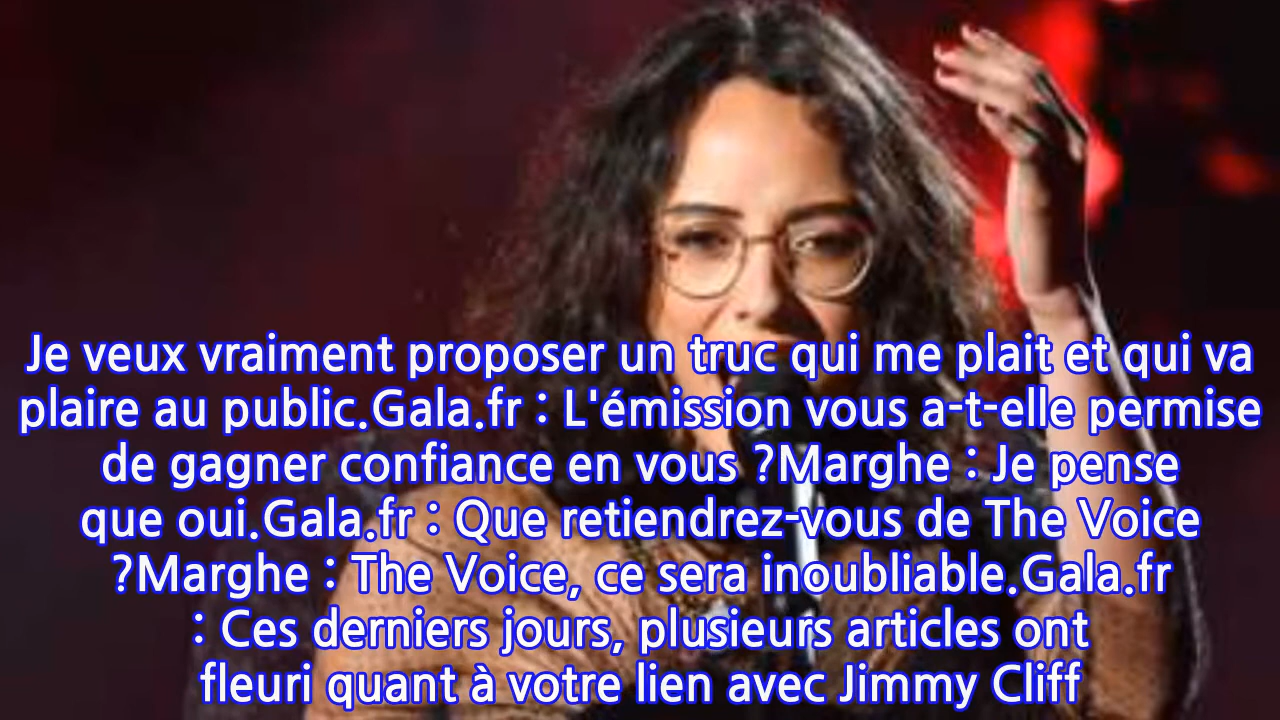 Je veux vraiment proposer un truc qui me plait et qui va
plaire au public.Gala.fr : L'émission vous a-t-elle permise
de gagner confiance en vous ?Marghe : Je pense
que oui.Gala.fr : Que retiendrez-vous de The Voice
?Marghe : The Voice, ce sera inoubliable.Gala.fr
: Ces derniers jours, plusieurs articles ont
fleuri quant à votre lien avec Jimmy Cliff